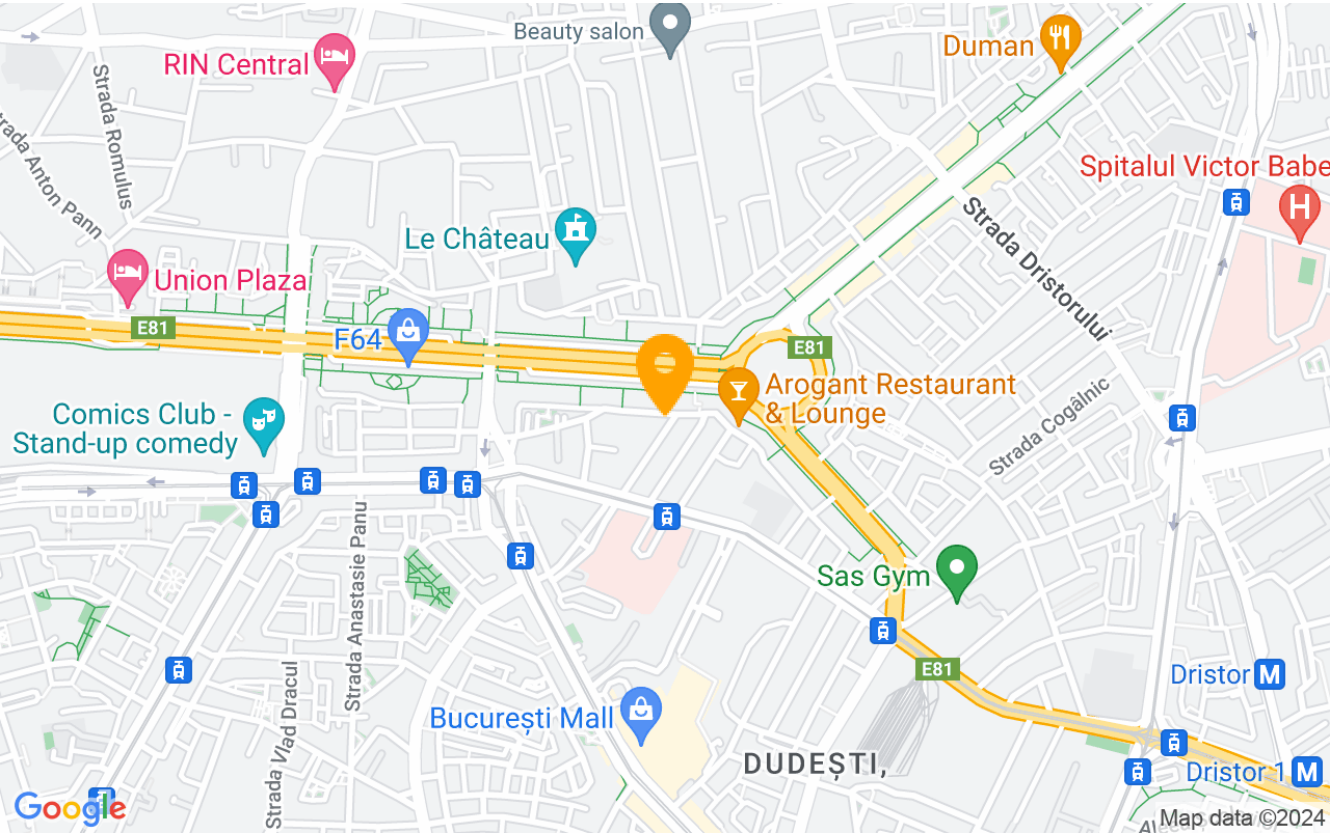 Beauty salon
Duman
RIN Central
Strada Romulus
Strada Anton Pann
Spitalul Victor Babe
Strada Dristorului
Le Château
Union Plaza
H
E81
F64
E81
Arogant Restaurant
& Lounge
Comics Club -
Stand-up comedy
Strada Cogâlnic
Strada Anastasie Panu
Sas Gym
E81
Strada Vlad Dracul
Dristor M
București Mall
DUDEȘTI,
Dristor 1 M
Google
Map data ©2024